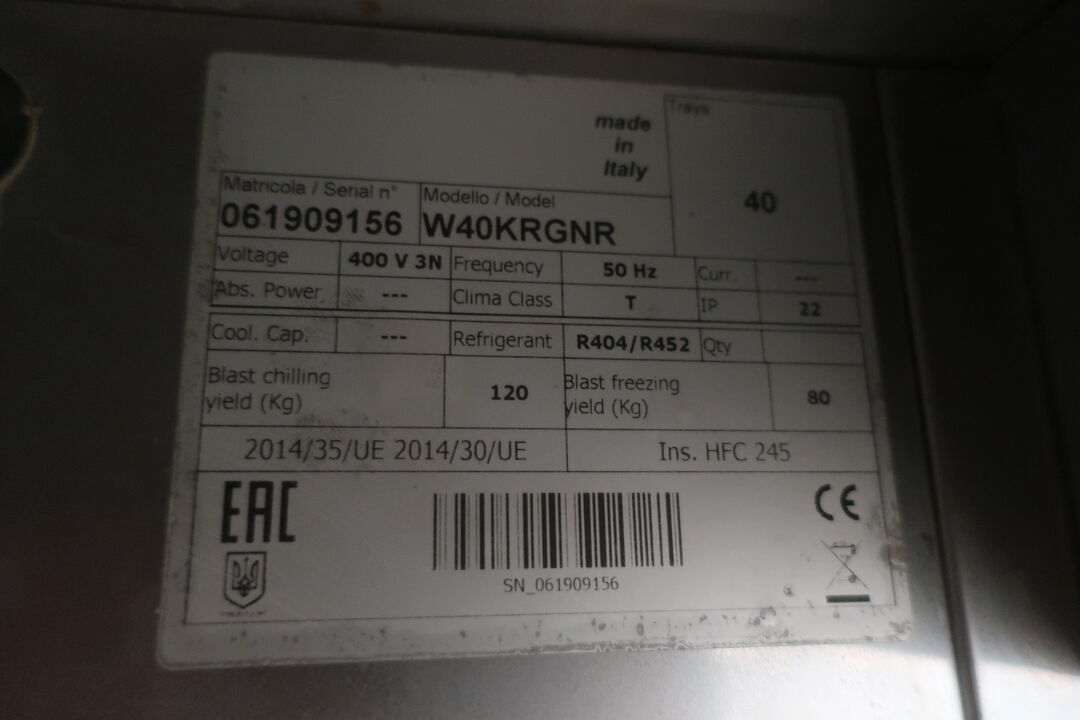 made
in
Italy
Trays
40
Matricola / Serial n°
061909156
Modello / Model
W40KRGNR
Voltage 400 V 3N Frequency 50 Hz Curr. ---
Abs. Power --- Clima Class T IP 22
Cool. Cap. --- Refrigerant R404/R452 Qty
Blast chilling
yield (Kg)
120
Blast freezing
yield (Kg)
80
2014/35/UE 2014/30/UE Ins. HFC 245
EAC
CE
SN_061909156